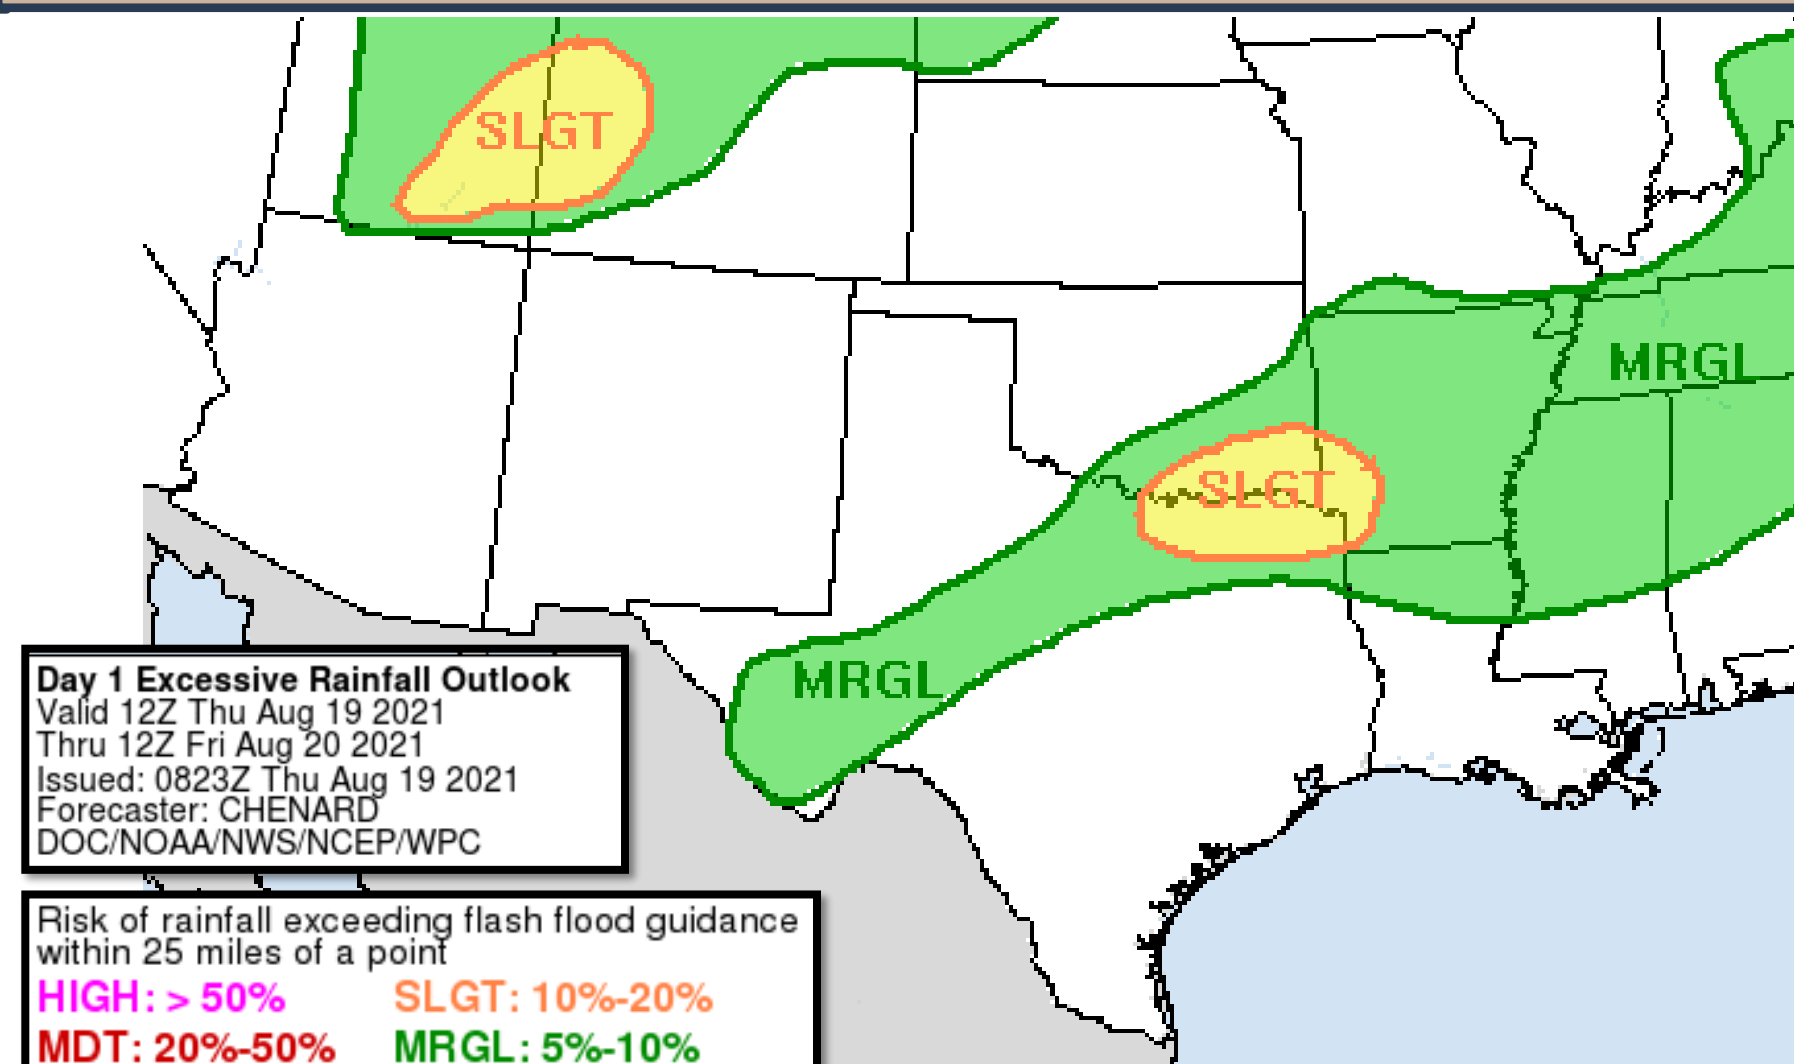 SLGT
MRGL
SLGT
MRGL
Day 1 Excessive Rainfall Outlook
Valid 12Z Thu Aug 19 2021
Thru 12Z Fri Aug 20 2021
Issued: 0823Z Thu Aug 19 2021
Forecaster: CHENARD
DOC/NOAA/NWS/NCEP/WPC
Risk of rainfall exceeding flash flood guidance
within 25 miles of a point
HIGH: > 50% SLGT: 10%-20%
MDT: 20%-50% MRGL: 5%-10%